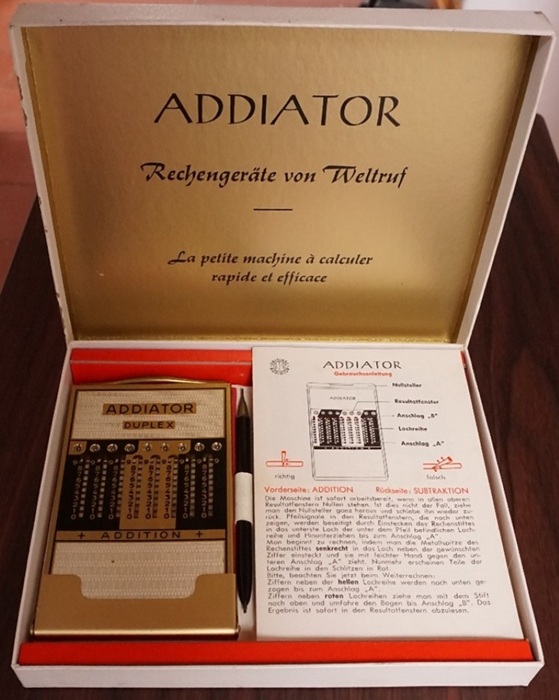 ADDIATOR
Rechengeräte von Weltruf
La petite machine à calculer
rapide et efficace
ADDIATOR
DUPLEX
+ ADDITION +
ADDIATOR
Gebrauchsanleitung
Nullsteller
ADDIATOR
Resultatfenster
Anschlag „B"
Lochreihe
Anschlag „A"
richtig
falsch
Vorderseite: ADDITION Rückseite: SUBTRAKTION
Die Maschine ist sofort arbeitsbereit, wenn in allen oberen
Resultatfenstern Nullen stehen. Ist dies nicht der Fall, ziehe
man den Nullsteller ganz heraus und schiebe ihn wieder zu-
rück. Pfeilsignale in den Resultatfenstern, die nach unten
zeigen, werden beseitigt durch Einstecken des Rechenstiftes
in das unterste Loch der unter dem Pfeil befindlichen Loch-
reihe und Hinunterziehen bis zum Anschlag „A".
Man beginnt zu rechnen, indem man die Metallspitze des
Rechenstiftes senkrecht in das Loch neben der gewünschten
Ziffer einsteckt und sie mit leichter Hand gegen den un-
teren Anschlag „A" zieht. Nunmehr erscheinen Teile der
Lochreihe in den Schlitzen in Rot.
Bitte, beachten Sie jetzt beim Weiterrechnen:
Ziffern neben der hellen Lochreihe werden nach unten ge-
zogen bis zum Anschlag „A".
Ziffern neben roten Lochreihen ziehe man mit dem Stift
nach oben und umfahre den Bogen bis Anschlag „B". Das
Ergebnis ist sofort in den Resultatfenstern abzulesen.